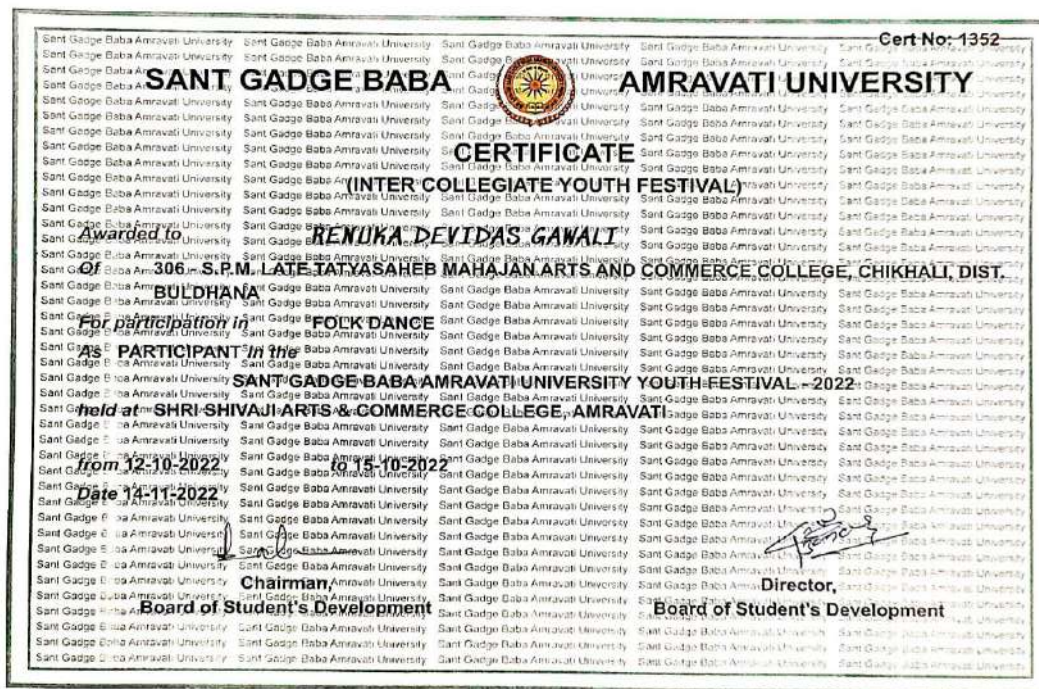 Cert No: 1352
SANT GADGE BABA AMRAVATI UNIVERSITY
CERTIFICATE
(INTER COLLEGIATE YOUTH FESTIVAL)
Awarded to RENUKA DEVIDAS GAWALI
Of 306 - S.P.M. LATE TATYASAHEB MAHAJAN ARTS AND COMMERCE COLLEGE, CHIKHALI, DIST.
BULDHANA
For participation in FOLK DANCE
As PARTICIPANT In the
SANT GADGE BABA AMRAVATI UNIVERSITY YOUTH FESTIVAL - 2022
held at SHRI SHIVAJI ARTS & COMMERCE COLLEGE, AMRAVATI
from 12-10-2022 to 15-10-2022
Date 14-11-2022
Chairman, Director,
Board of Student's Development Board of Student's Development